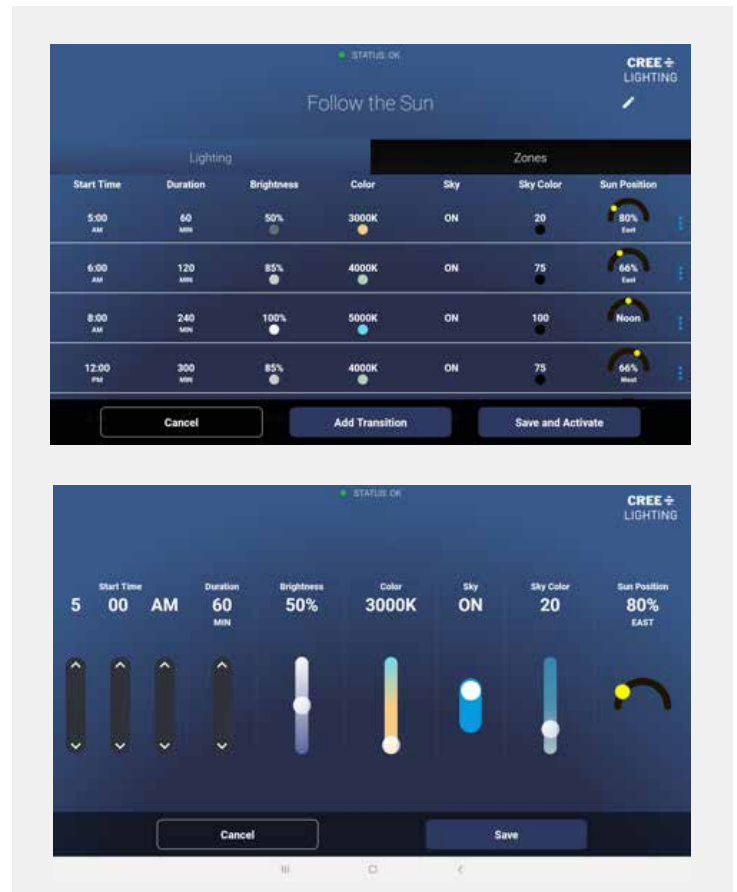 STATUS: OK
CREE
LIGHTING
Follow the Sun
Lighting Zones
Start Time Duration Brightness Color Sky Sky Color Sun Position
5:00 60 50% 3000K ON 20 80%
AM MIN East
6:00 120 85% 4000K ON 75 66%
AM MIN East
8:00 240 100% 5000K ON 100 Noon
AM MIN
12:00 300 85% 4000K ON 75 66%
PM MIN West
Cancel Add Transition Save and Activate
STATUS: OK
CREE
LIGHTING
Start Time Duration Brightness Color Sky Sky Color Sun Position
5 00 AM 60 50% 3000K ON 20 80%
MIN EAST
Cancel Save